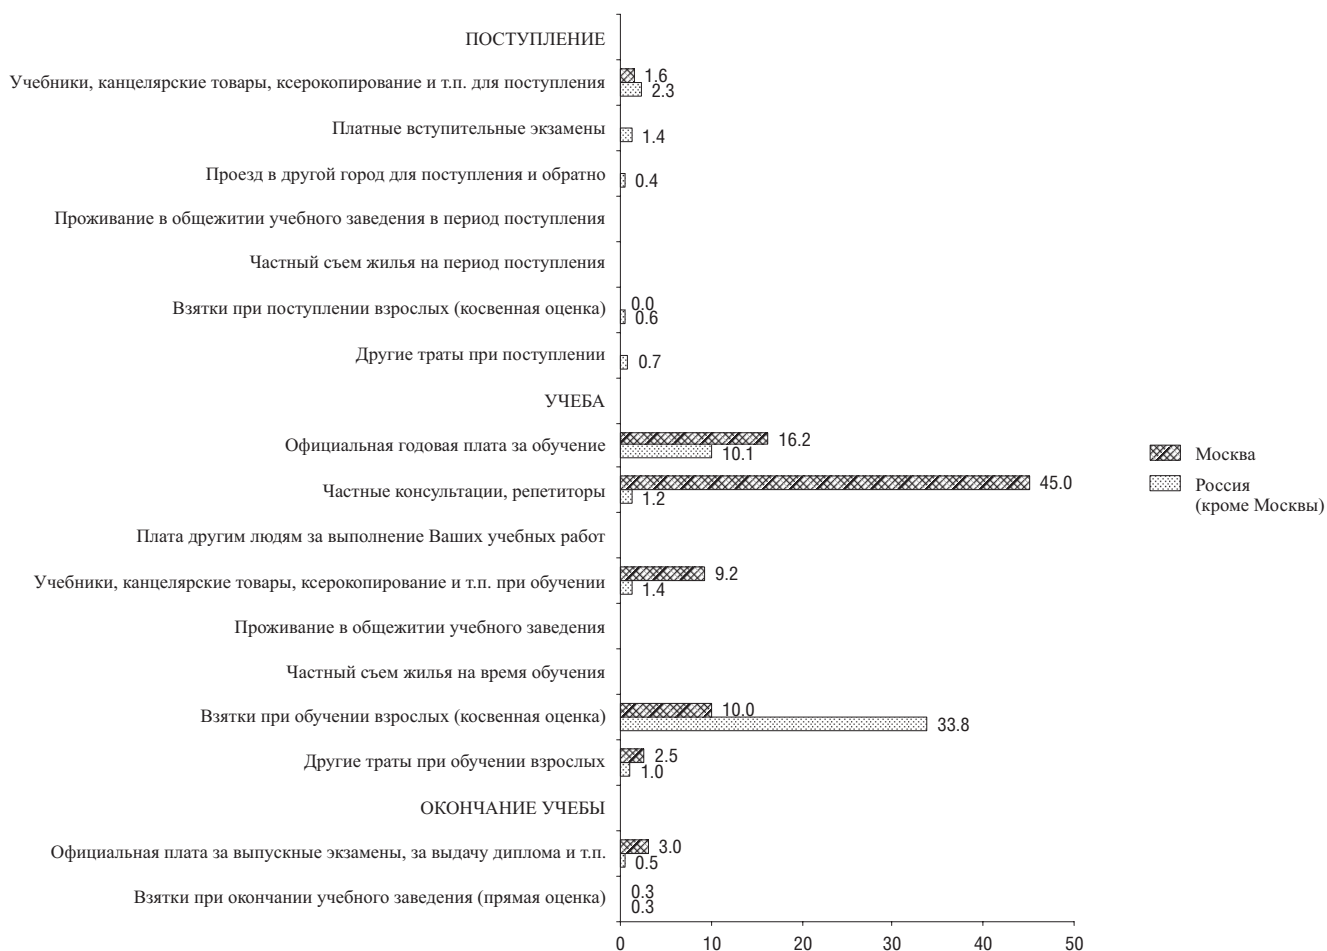 ПОСТУПЛЕНИЕ
Учебники, канцелярские товары, ксерокопирование и т.п. для поступления
1.6
2.3
Платные вступительные экзамены
1.4
Проезд в другой город для поступления и обратно
0.4
Проживание в общежитии учебного заведения в период поступления
Частный съем жилья на период поступления
Взятки при поступлении взрослых (косвенная оценка)
0.0
0.6
Другие траты при поступлении
0.7
УЧЕБА
Официальная годовая плата за обучение
16.2
10.1
Частные консультации, репетиторы
45.0
1.2
Плата другим людям за выполнение Ваших учебных работ
Учебники, канцелярские товары, ксерокопирование и т.п. при обучении
9.2
1.4
Проживание в общежитии учебного заведения
Частный съем жилья на время обучения
Взятки при обучении взрослых (косвенная оценка)
10.0
33.8
Другие траты при обучении взрослых
2.5
1.0
ОКОНЧАНИЕ УЧЕБЫ
Официальная плата за выпускные экзамены, за выдачу диплома и т.п.
3.0
0.5
Взятки при окончании учебного заведения (прямая оценка)
0.3
0.3
0 10 20 30 40 50
Москва
Россия
(кроме Москвы)